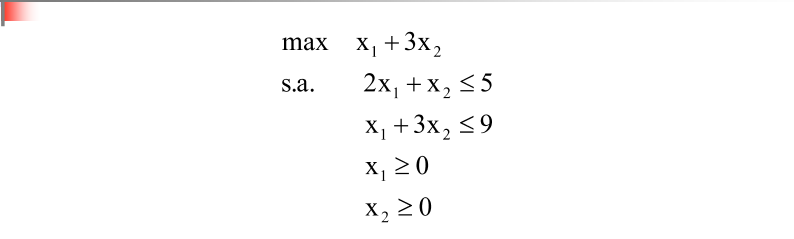 max x₁ + 3x₂
s.a. 2x₁ + x₂ ≤ 5
x₁ + 3x₂ ≤ 9
x₁ ≥ 0
x₂ ≥ 0